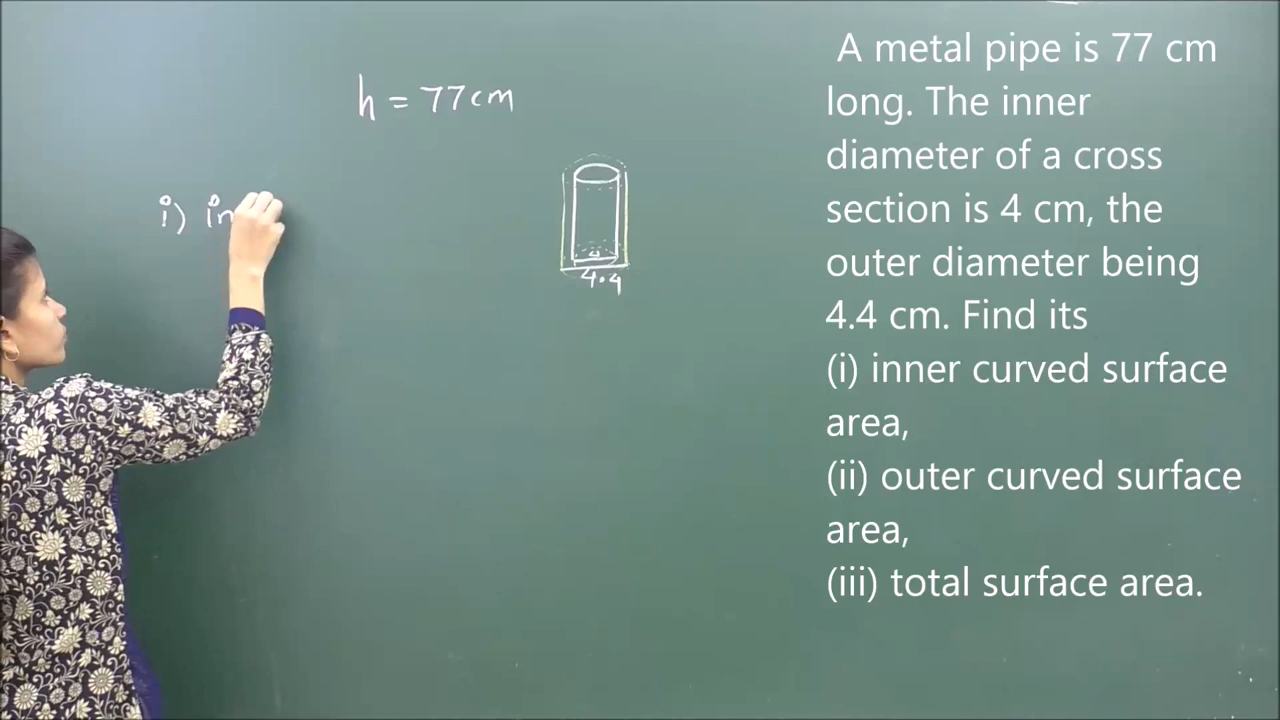 h = 77cm
i) in
4
4.4
A metal pipe is 77 cm
long. The inner
diameter of a cross
section is 4 cm, the
outer diameter being
4.4 cm. Find its
(i) inner curved surface
area,
(ii) outer curved surface
area,
(iii) total surface area.